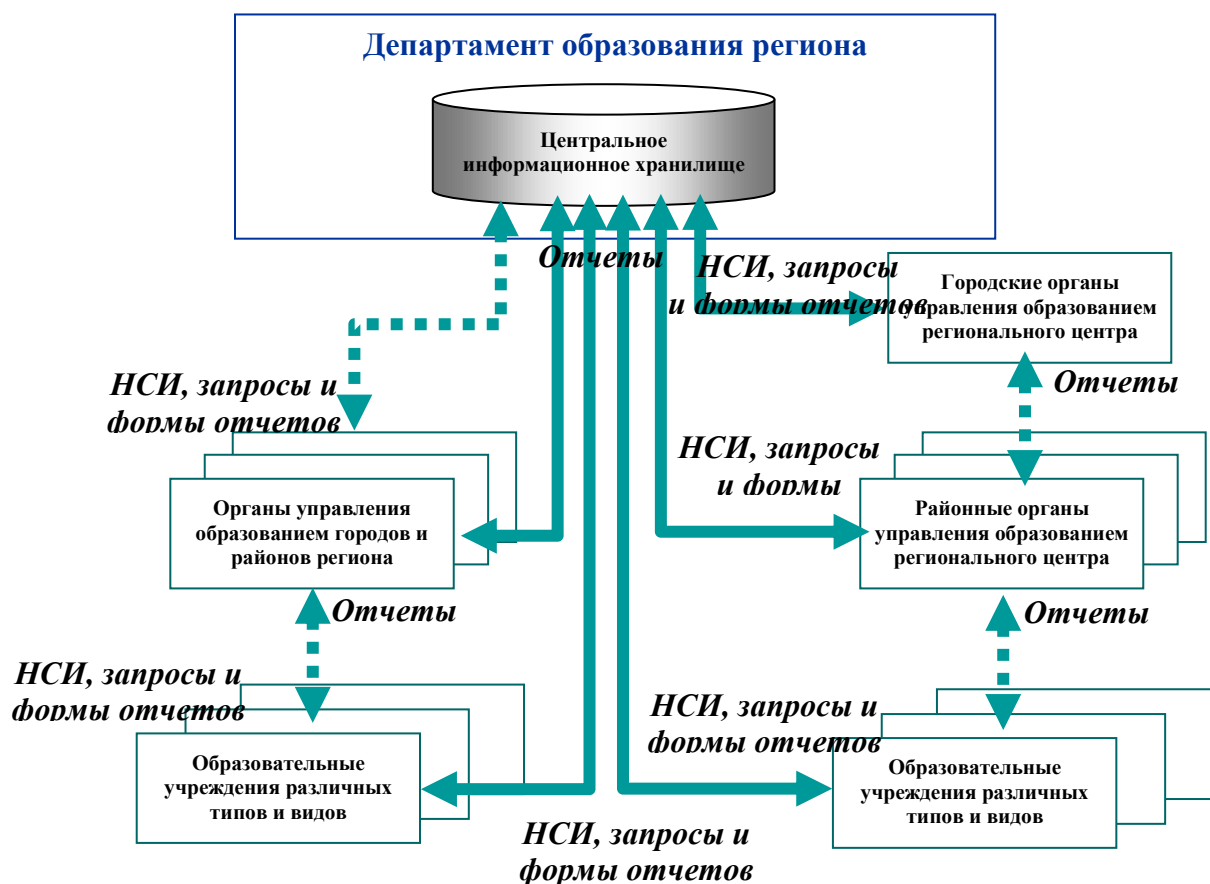 Департамент образования региона
Центральное
информационное хранилище
Отчеты
НСИ, запросы
и формы отчетов
Городские органы
управления образованием
регионального центра
Отчеты
НСИ, запросы и
формы отчетов
НСИ, запросы
и формы
Органы управления
образованием городов и
районов региона
Районные органы
управления образованием
регионального центра
Отчеты
Отчеты
НСИ, запросы и
формы отчетов
НСИ, запросы и
формы отчетов
Образовательные
учреждения различных
типов и видов
Образовательные
учреждения различных
типов и видов
НСИ, запросы и
формы отчетов